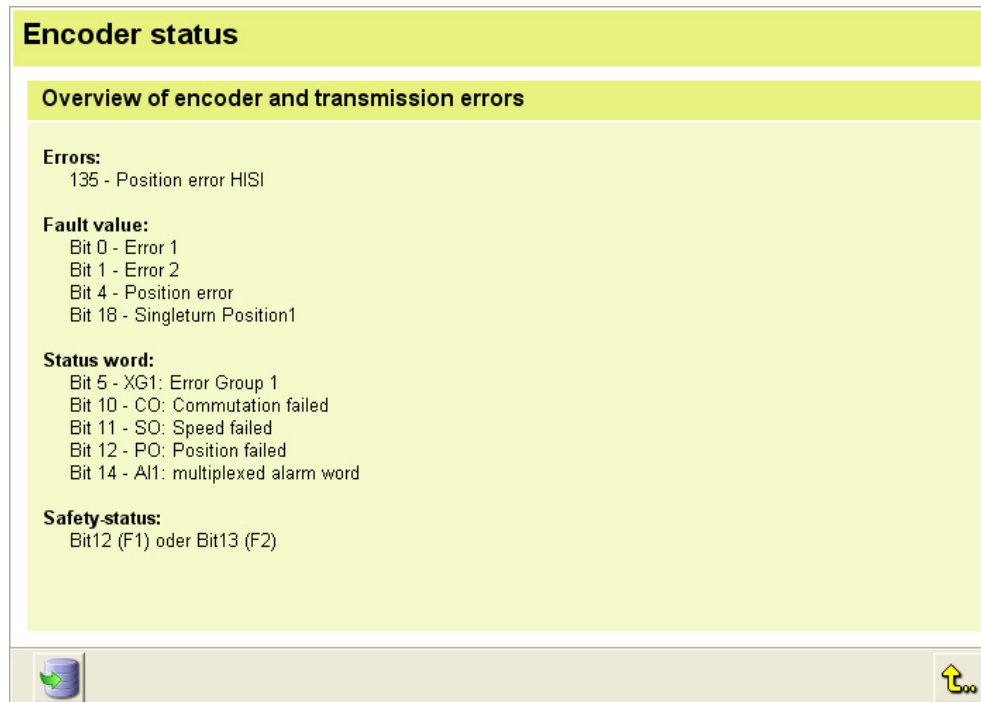 Encoder status
Overview of encoder and transmission errors
Errors:
135 - Position error HISI
Fault value:
Bit 0 - Error 1
Bit 1 - Error 2
Bit 4 - Position error
Bit 18 - Singleturn Position1
Status word:
Bit 5 - XG1: Error Group 1
Bit 10 - CO: Commutation failed
Bit 11 - SO: Speed failed
Bit 12 - PO: Position failed
Bit 14 - Al1: multiplexed alarm word
Safety-status:
Bit12 (F1) oder Bit13 (F2)